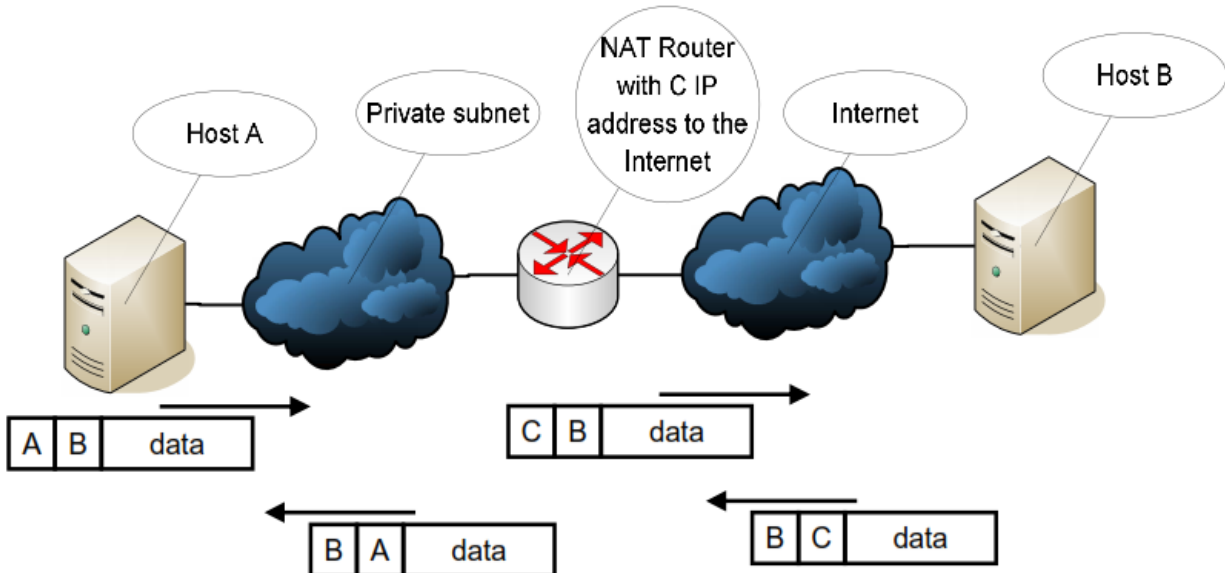 NAT Router
with C IP
address to the
Internet
Host B
Private subnet
Internet
Host A
A B data
C B data
B A data
B C data